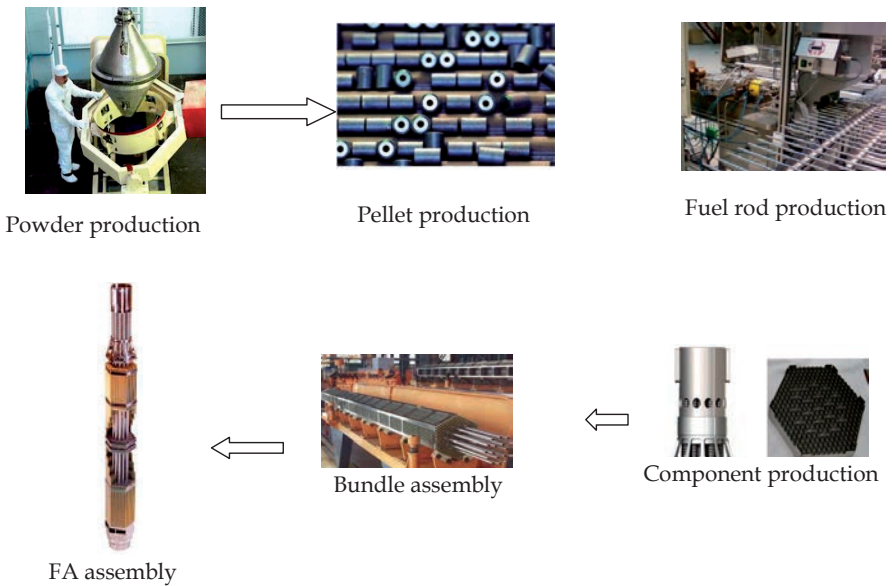 Powder production
Pellet production
Fuel rod production
Component production
Bundle assembly
FA assembly